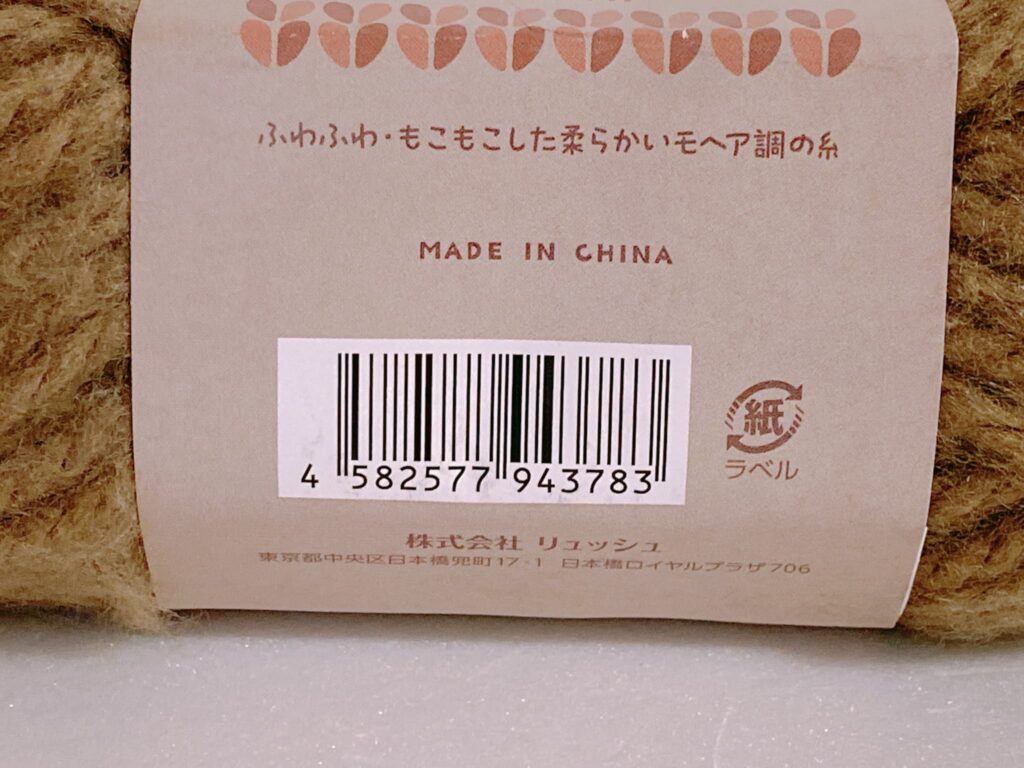 ふわふわ・もこもこした柔らかいモヘア調の糸
MADE IN CHINA
4 582577 943783
紙
ラベル
株式会社 リュッシュ
東京都中央区日本橋兜町17-1 日本橋ロイヤルプラザ706